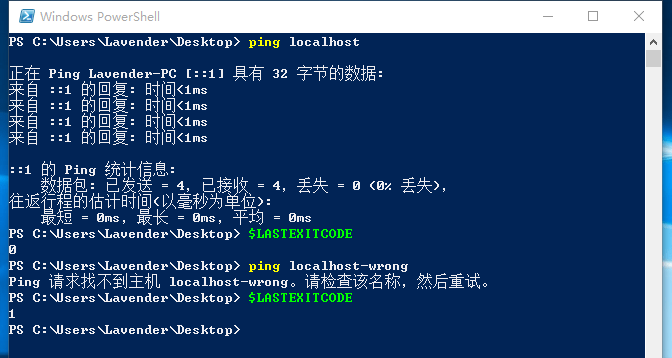 Windows PowerShell
PS C:\Users\Lavender\Desktop> ping localhost
正在 Ping Lavender-PC [::1] 具有 32 字节的数据:
来自 ::1 的回复: 时间<1ms
来自 ::1 的回复: 时间<1ms
来自 ::1 的回复: 时间<1ms
来自 ::1 的回复: 时间<1ms
::1 的 Ping 统计信息:
数据包: 已发送 = 4，已接收 = 4，丢失 = 0 (0% 丢失)，
往返行程的估计时间(以毫秒为单位):
最短 = 0ms，最长 = 0ms，平均 = 0ms
PS C:\Users\Lavender\Desktop> $LASTEXITCODE
0
PS C:\Users\Lavender\Desktop> ping localhost-wrong
Ping 请求找不到主机 localhost-wrong。请检查该名称，然后重试。
PS C:\Users\Lavender\Desktop> $LASTEXITCODE
1
PS C:\Users\Lavender\Desktop>